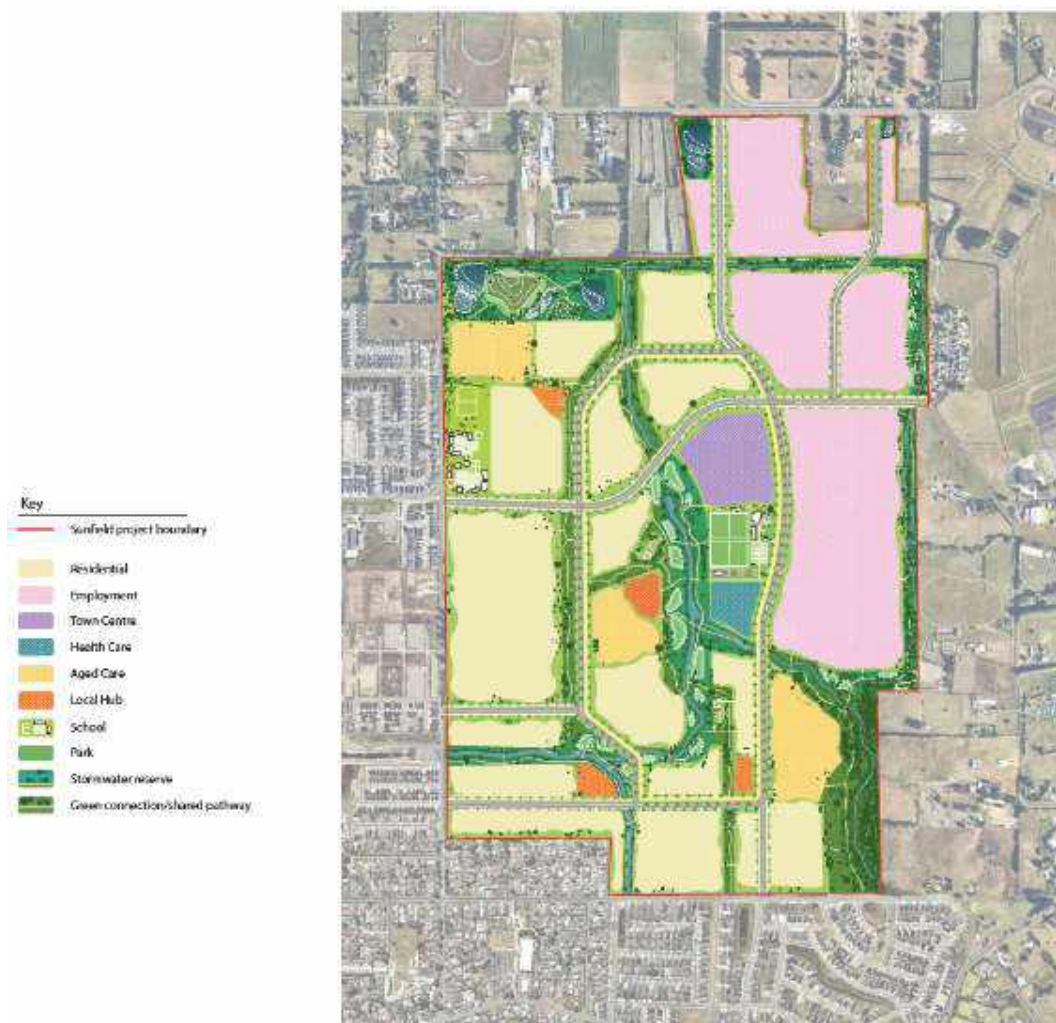 Key
Sunfield project boundary
Residential
Employment
Town Centre
Health Care
Aged Care
Local Hub
School
Park
Stormwater reserve
Green connection/shared pathway